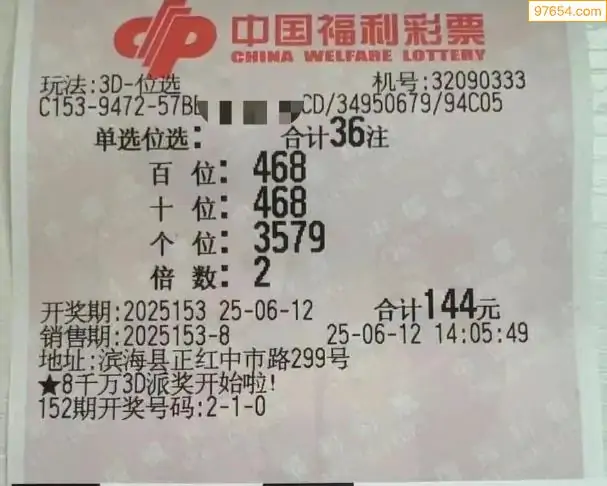 97654.com
中国福利彩票
CHINA WELFARE LOTTERY
玩法:3D-位选 机号:32090333
C153-9472-57B CD/34950679/94C05
单选位选: 合计36注
百 位: 468
十 位: 468
个 位: 3579
倍 数: 2
开奖期:2025153 25-06-12 合计144元
销售期:2025153-8 25-06-12 14:05:49
地址:滨海县正红中市路299号
★8千万3D派奖开始啦!
152期开奖号码:2-1-0